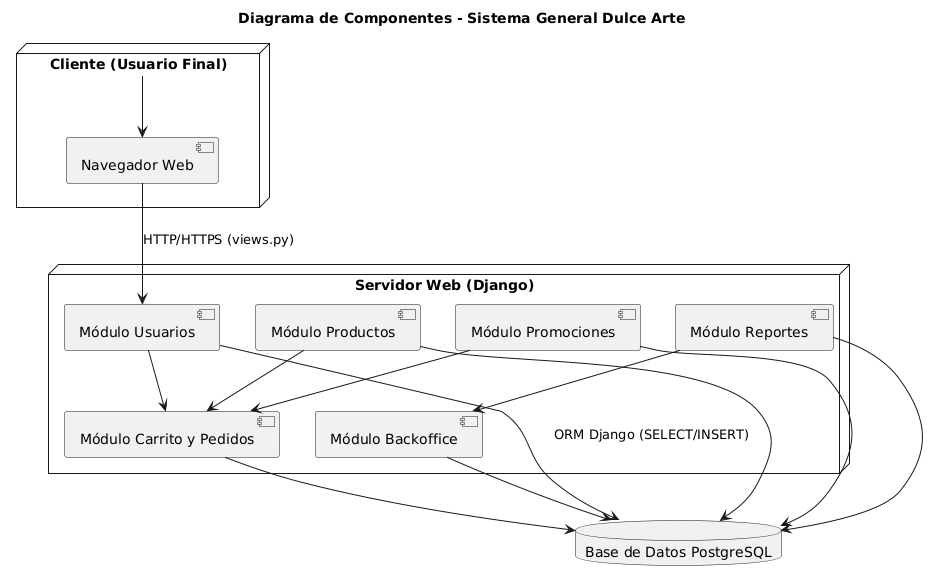 Diagrama de Componentes - Sistema General Dulce Arte
Cliente (Usuario Final)
Navegador Web
HTTP/HTTPS (views.py)
Servidor Web (Django)
Módulo Usuarios
Módulo Productos
Módulo Promociones
Módulo Reportes
Módulo Carrito y Pedidos
Módulo Backoffice
ORM Django (SELECT/INSERT)
Base de Datos PostgreSQL